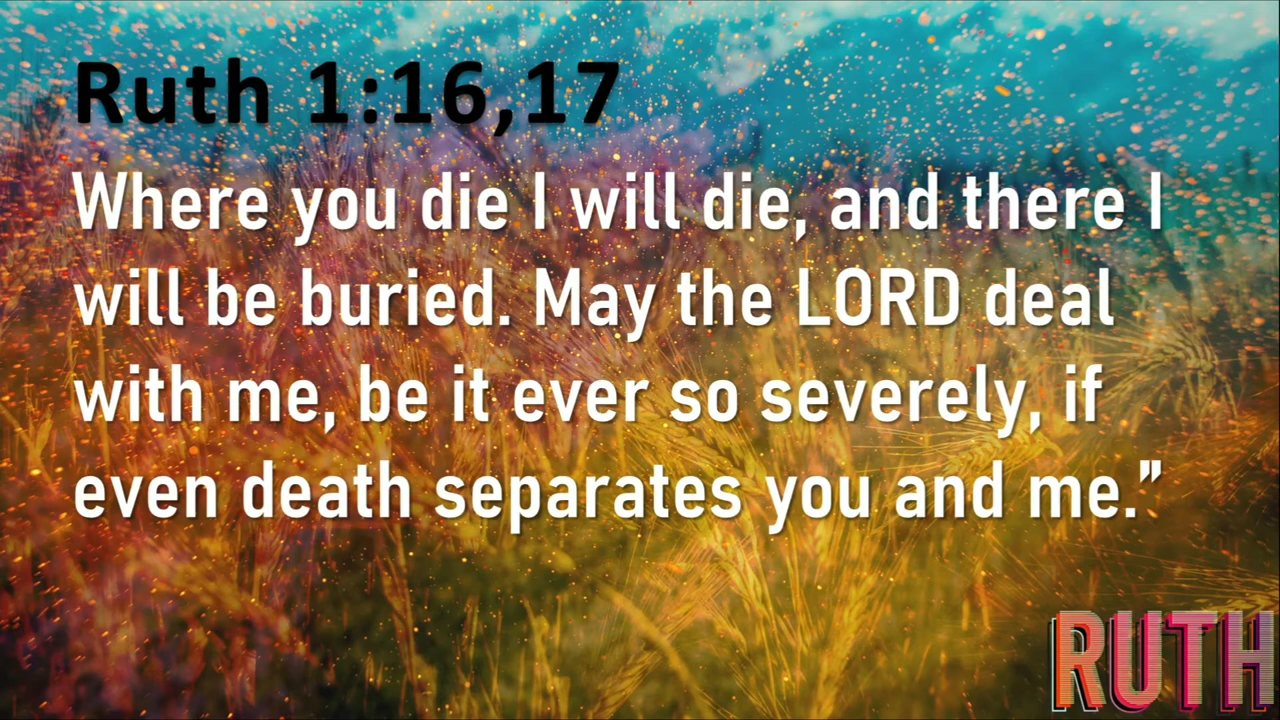 Ruth 1:16,17
Where you die I will die, and there I
will be buried. May the LORD deal
with me, be it ever so severely, if
even death separates you and me.”
RUTH